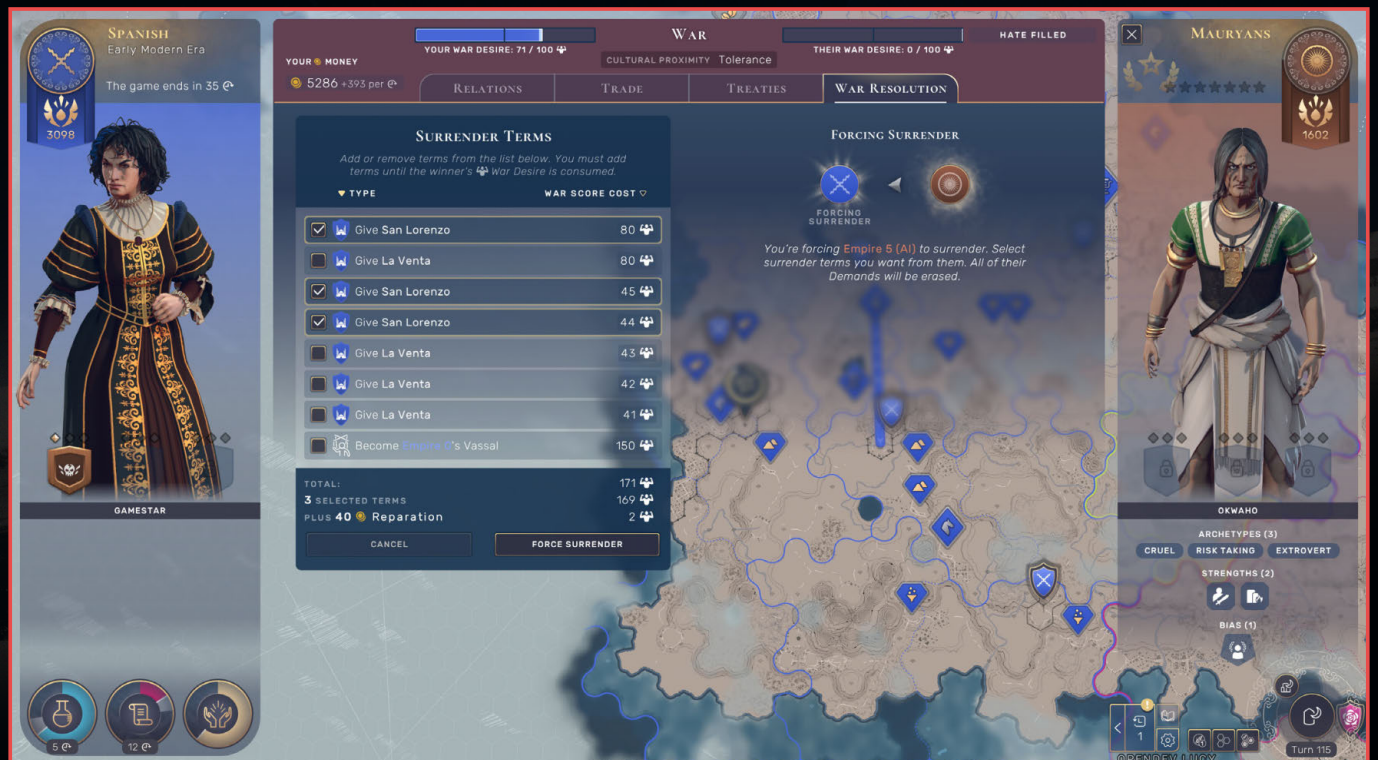 SPANISH
Early Modern Era
The game ends in 35
3098
GAMESTAR
5
12
YOUR WAR DESIRE: 71 / 100
WAR
THEIR WAR DESIRE: 0 / 100
HATE FILLED
YOUR MONEY
5286 +393 per
CULTURAL PROXIMITY Tolerance
RELATIONS
TRADE
TREATIES
WAR RESOLUTION
SURRENDER TERMS
Add or remove terms from the list below. You must add
terms until the winner's War Desire is consumed.
TYPE WAR SCORE COST
Give San Lorenzo 80
Give La Venta 80
Give San Lorenzo 45
Give San Lorenzo 44
Give La Venta 43
Give La Venta 42
Give La Venta 41
Become Empire 0's Vassal 150
TOTAL: 171
3 SELECTED TERMS 169
PLUS 40 Reparation 2
CANCEL
FORCE SURRENDER
FORCING SURRENDER
FORCING
SURRENDER
You're forcing Empire 5 (AI) to surrender. Select
surrender terms you want from them. All of their
Demands will be erased.
MAURYANS
1602
OKWAHO
ARCHETYPES (3)
CRUEL
RISK TAKING
EXTROVERT
STRENGTHS (2)
BIAS (1)
1
Turn 115